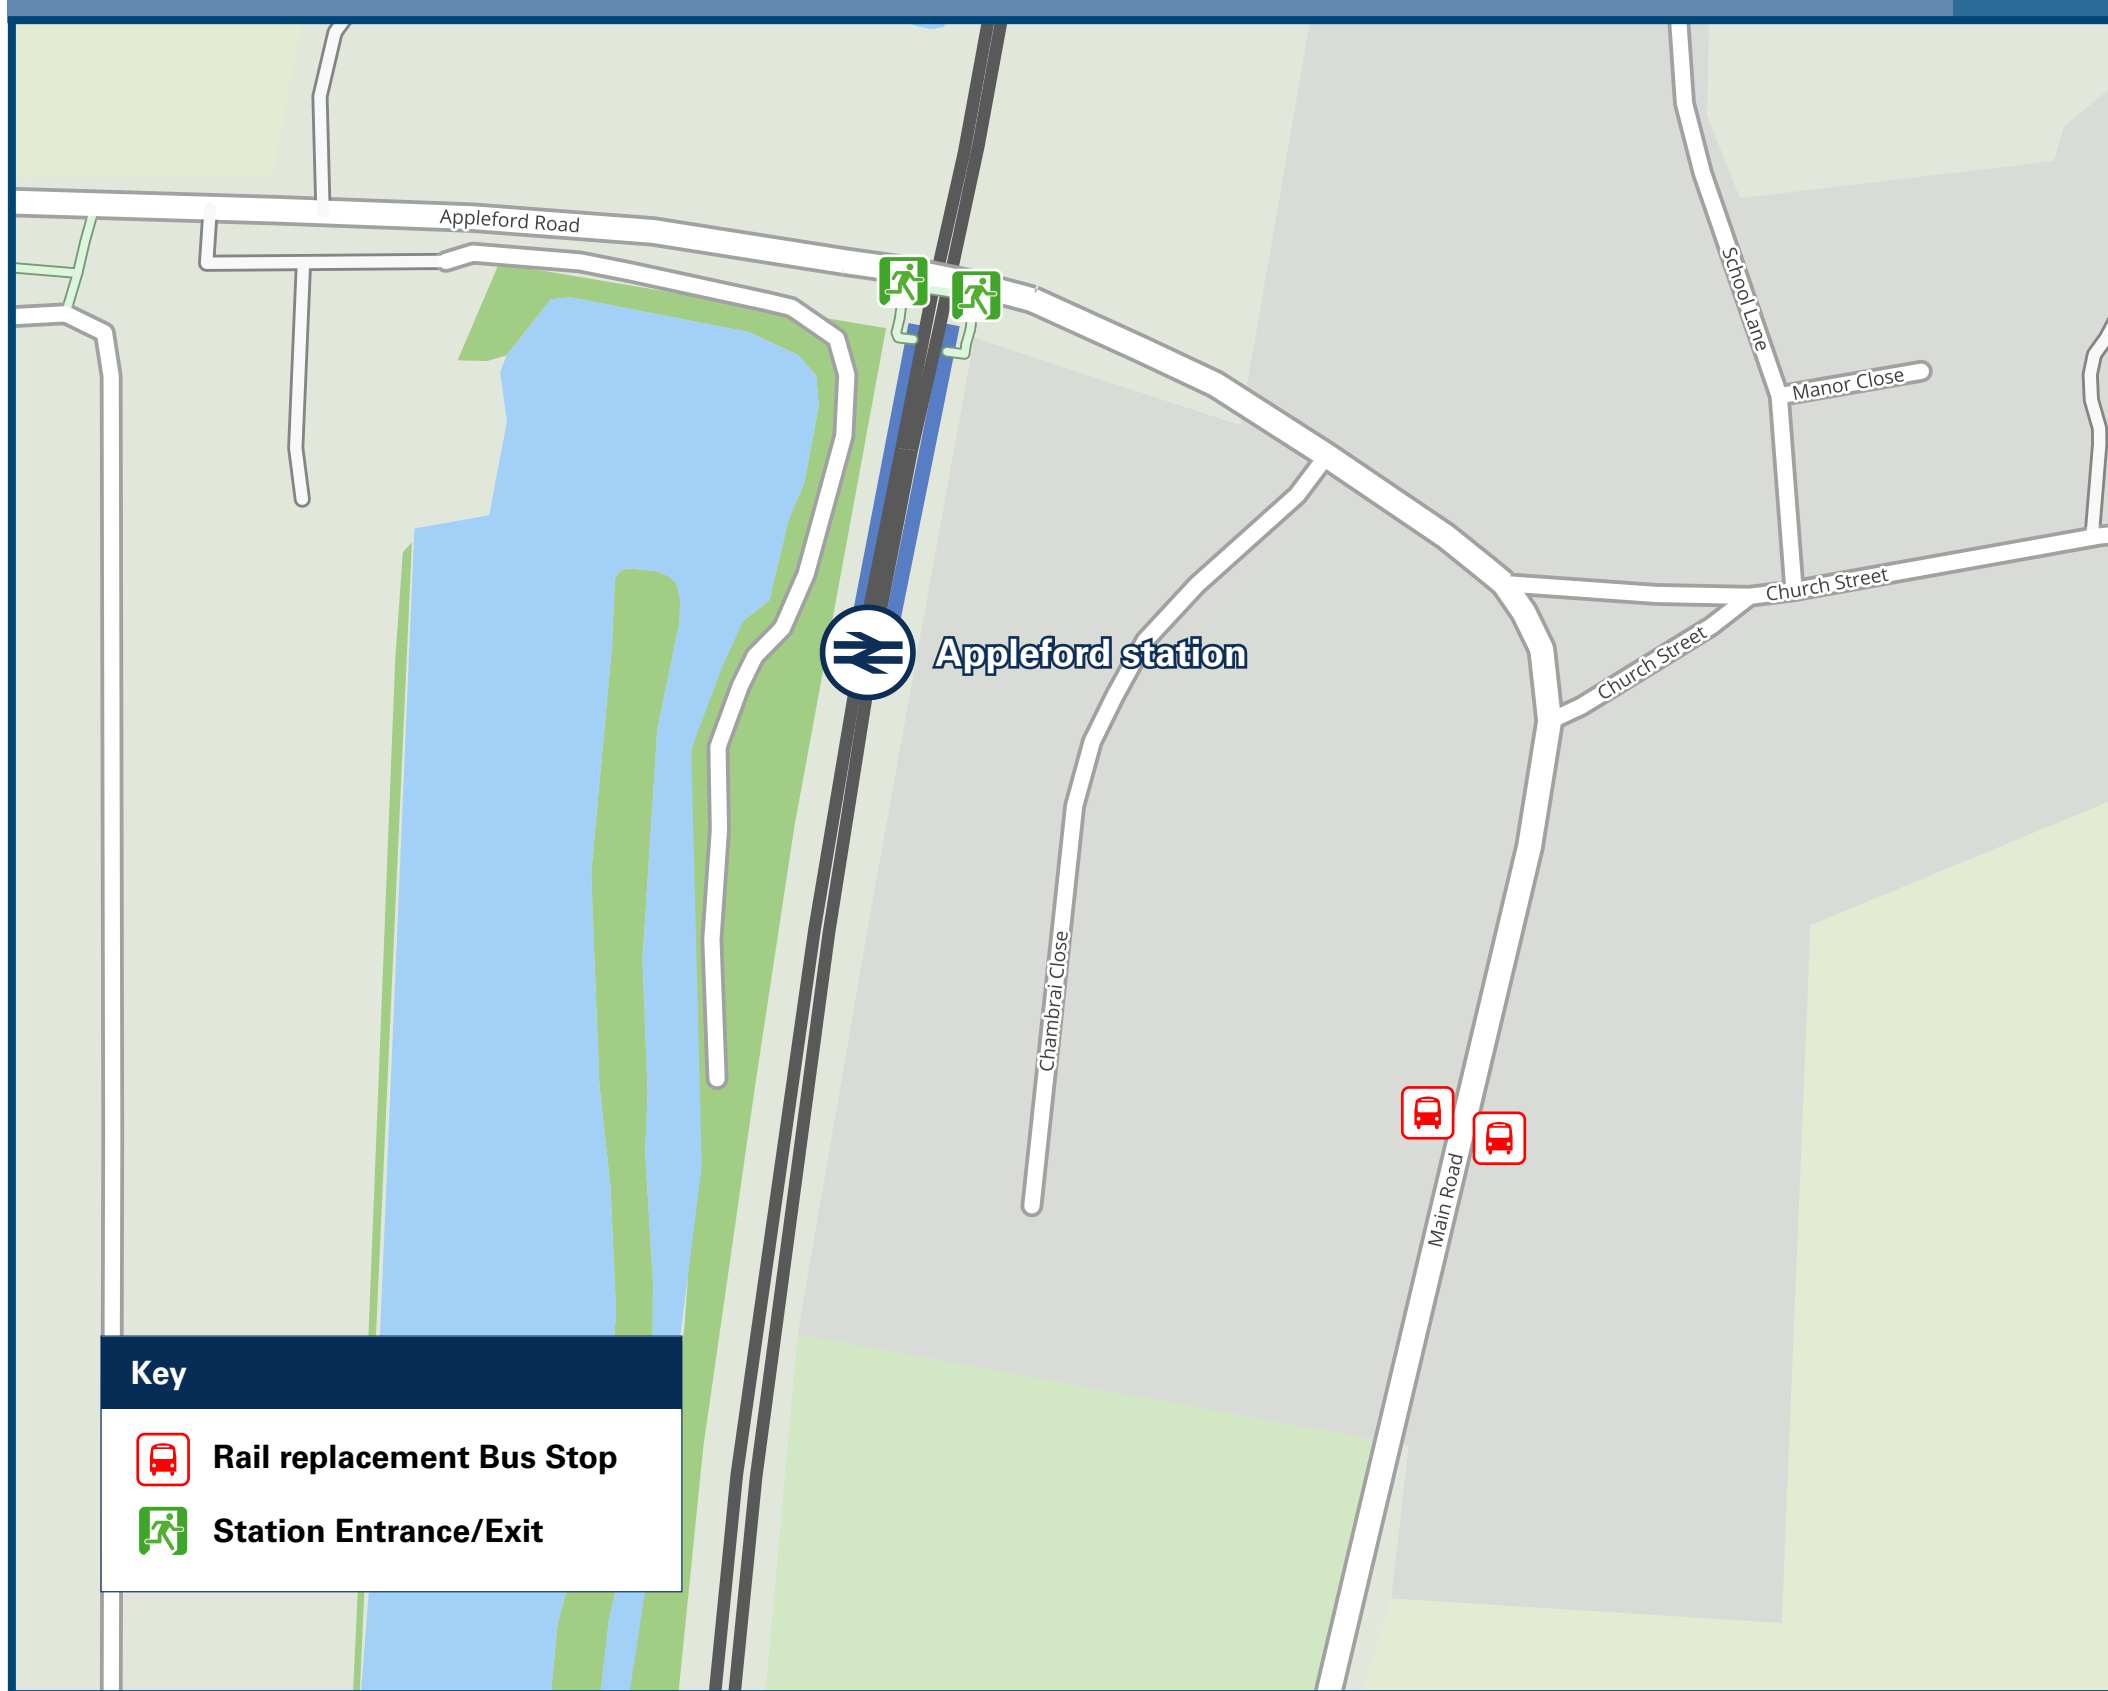 Appleford Road
School Lane
Manor Close
Church Street
Church Street
Appleford station
Chambrai Close
Main Road
Key
Rail replacement Bus Stop
Station Entrance/Exit